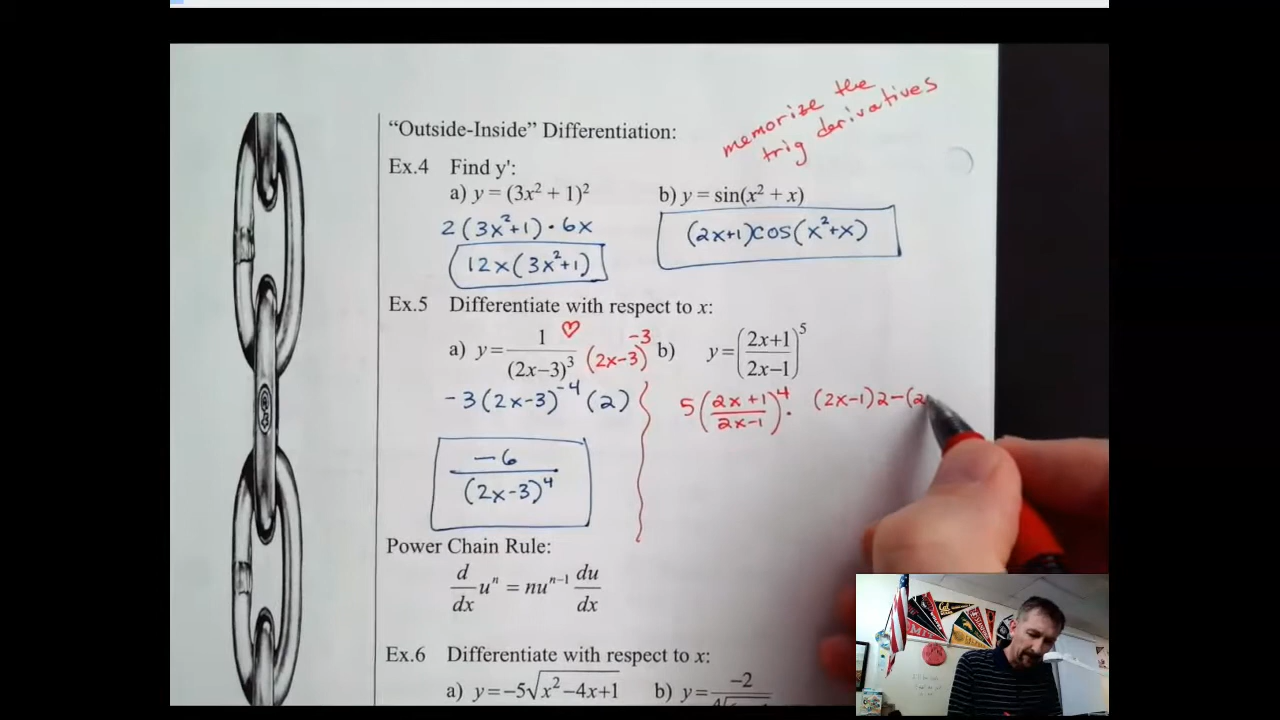 memorize the
trig derivatives
"Outside-Inside" Differentiation:
Ex.4 Find y':
a) y = (3x² + 1)² b) y = sin(x² + x)
2(3x²+1)·6x (2x+1)cos(x²+x)
12x(3x²+1)
Ex.5 Differentiate with respect to x:
a) y = 1/(2x–3)³ ♡ (2x-3)⁻³ b) y = ((2x+1)/(2x–1))⁵
-3(2x-3)⁻⁴(2) 5((2x+1)/(2x-1))⁴ · (2x-1)2-(2
-6/(2x-3)⁴
Power Chain Rule:
d/dx uⁿ = nuⁿ⁻¹ du/dx
Ex.6 Differentiate with respect to x:
a) y = –5√(x² – 4x + 1) b) y = –2